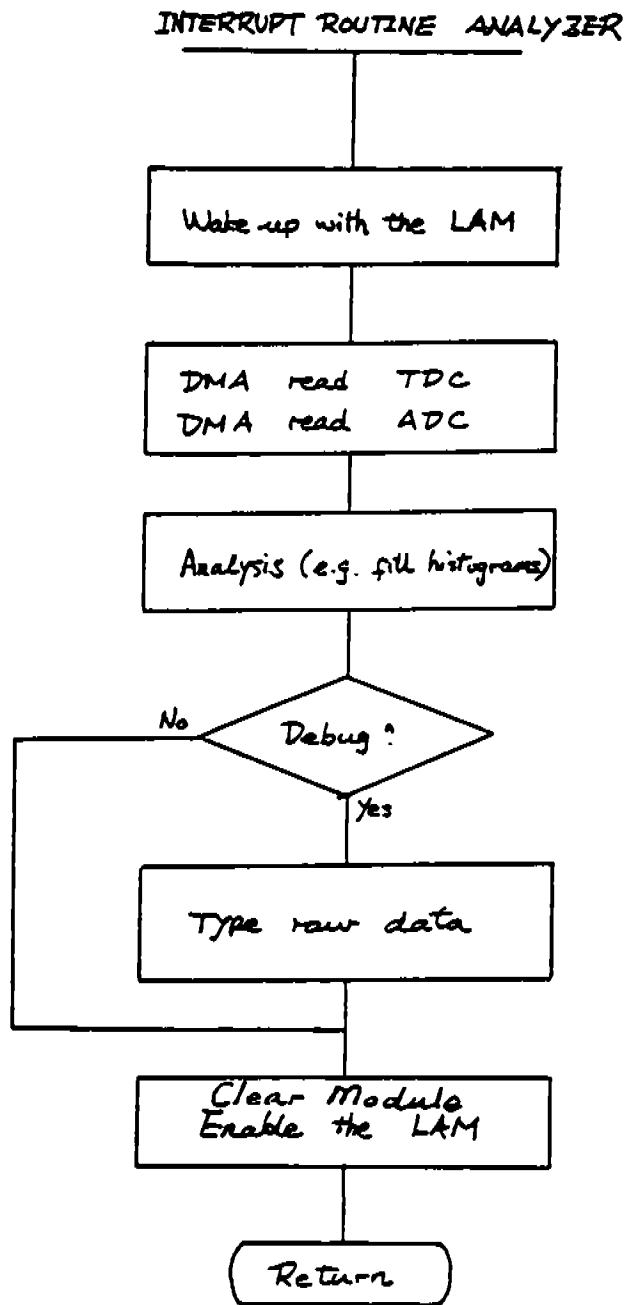 INTERRUPT ROUTINE ANALYZER
Wake-up with the LAM
DMA read TDC
DMA read ADC
Analysis (e.g. fill histograms)
No
Debug?
Yes
Type raw data
Clear Module
Enable the LAM
Return